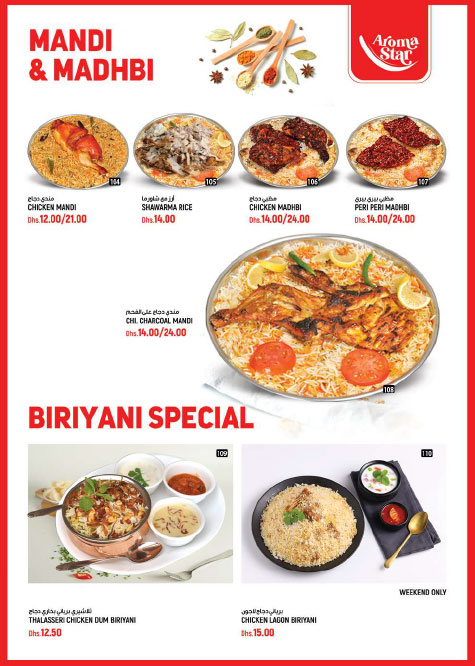 MANDI
& MADHBI
Aroma
Star
104
105
106
107
مندي دجاج
CHICKEN MANDI
Dhs.12.00/21.00
أرز مع شاورما
SHAWARMA RICE
Dhs.14.00
مظبي دجاج
CHICKEN MADHBI
Dhs.14.00/24.00
مظبي بيري بيري
PERI PERI MADHBI
Dhs.14.00/24.00
مندي دجاج على الفحم
CHI. CHARCOAL MANDI
Dhs.14.00/24.00
108
BIRIYANI SPECIAL
109
110
WEEKEND ONLY
ثلاشيري برياني بخاري دجاج
THALASSERI CHICKEN DUM BIRIYANI
Dhs.12.50
برياني دجاج لاجون
CHICKEN LAGON BIRIYANI
Dhs.15.00